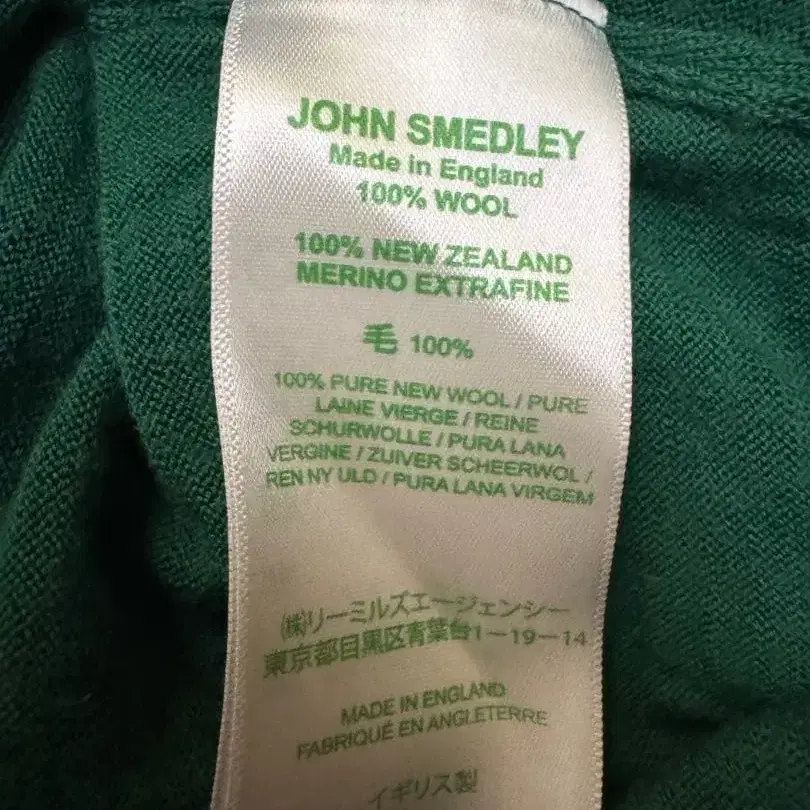 JOHN SMEDLEY
Made in England
100% WOOL
100% NEW ZEALAND
MERINO EXTRAFINE
毛 100%
100% PURE NEW WOOL / PURE
LAINE VIERGE / REINE
SCHURWOLLE / PURA LANA
VERGINE / ZUIVER SCHEERWOL /
REN NY ULD / PURA LANA VIRGEM
(株)リーミルズエージェンシー
東京都目黒区青葉台1−19−14
MADE IN ENGLAND
FABRIQUÉ EN ANGLETERRE
イギリス製